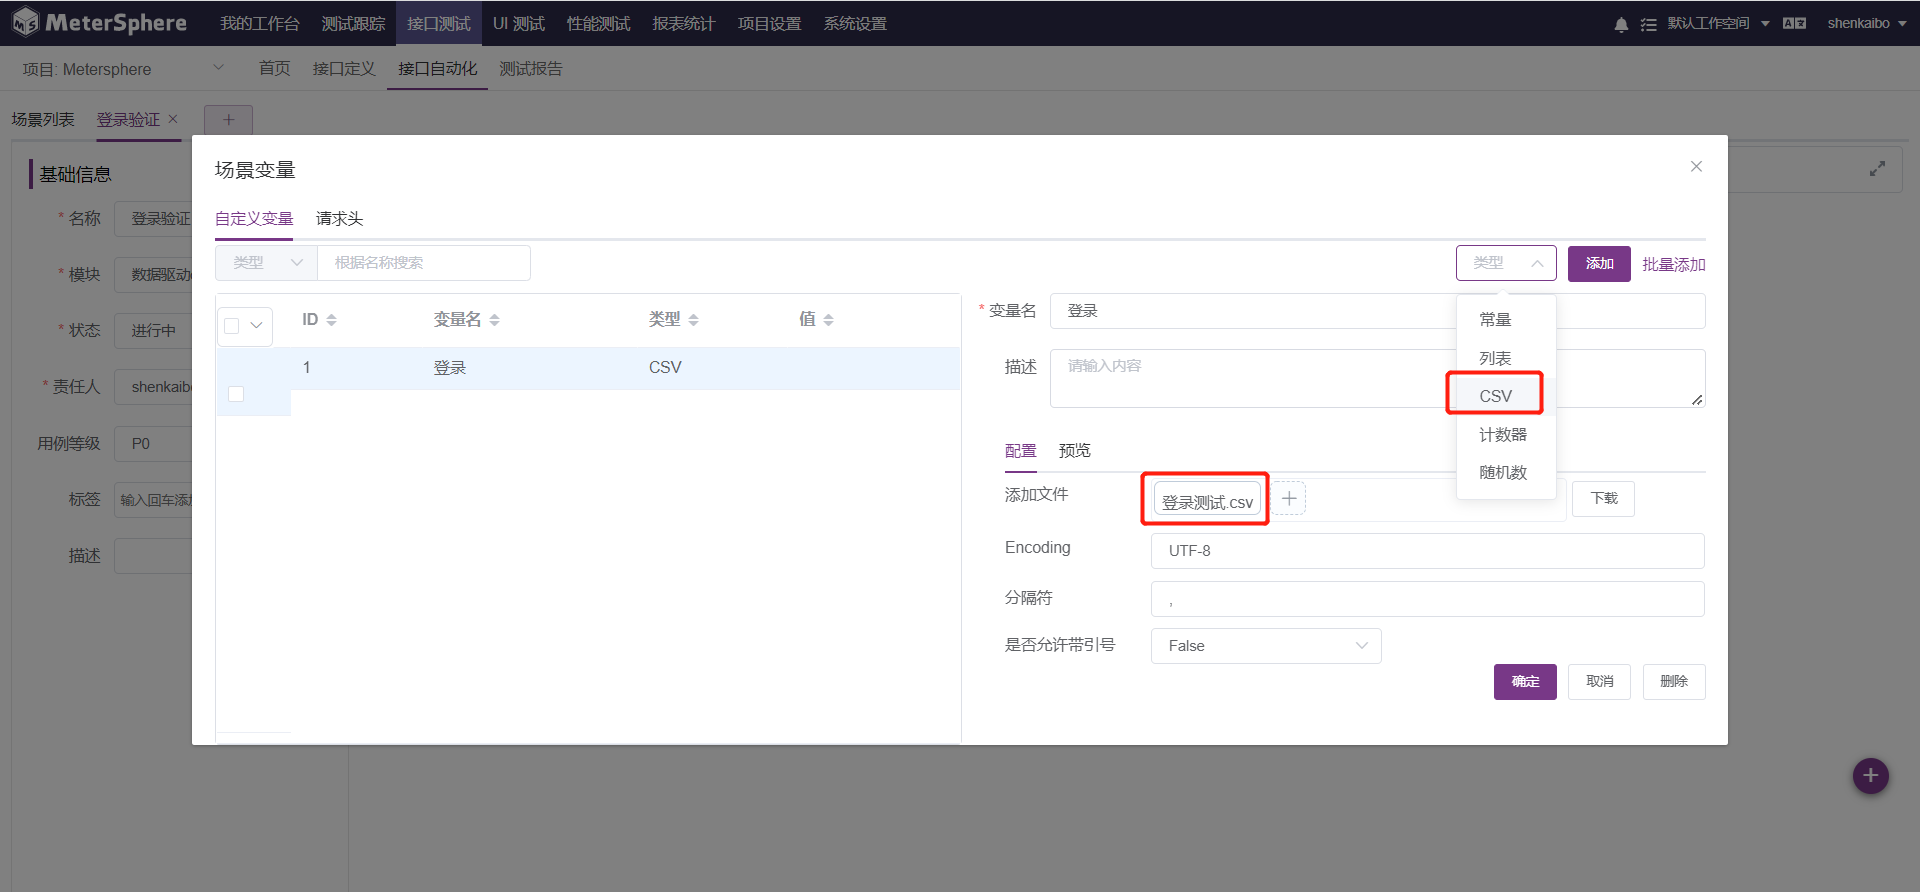 MeterSphere 我的工作台 测试跟踪 接口测试 UI 测试 性能测试 报表统计 项目设置 系统设置 默认工作空间 shenkaibo
项目: Metersphere 首页 接口定义 接口自动化 测试报告
场景列表 登录验证 × +
基础信息
* 名称 登录验证
* 模块 数据驱动
* 状态 进行中
* 责任人 shenkaib
用例等级 P0
标签 输入回车添加
描述
场景变量
自定义变量 请求头
类型 根据名称搜索 类型 添加 批量添加
ID 变量名 类型 值
1 登录 CSV
* 变量名 登录
描述 请输入内容
常量
列表
CSV
计数器
随机数
配置 预览
添加文件 登录测试.csv + 下载
Encoding UTF-8
分隔符 ,
是否允许带引号 False
确定 取消 删除